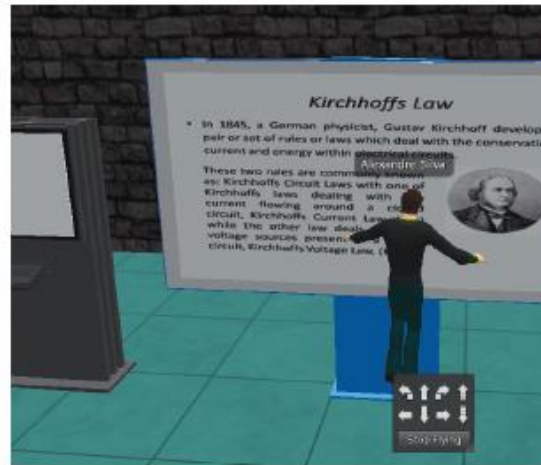 Kirchhoffs Law
• In 1845, a German physicist, Gustav Kirchhoff develop
pair or set of rules or laws which deal with the conservati
current and energy within electrical circuits.
Alexandre Silva
These two rules are commonly known
as: Kirchhoffs Circuit Laws with one of
Kirchhoffs laws dealing with
current flowing around a
circuit, Kirchhoffs Current Law
while the other law deals
voltage sources present
circuit, Kirchhoffs Voltage Law,
Stop Flying